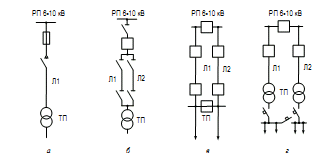 РП 6-10 кВ
РП 6-10 кВ
РП 6-10 кВ
РП 6-10 кВ
Л1
Л1
Л2
Л1
Л2
Л1
Л2
ТП
ТП
ТП
ТП
а
б
в
г